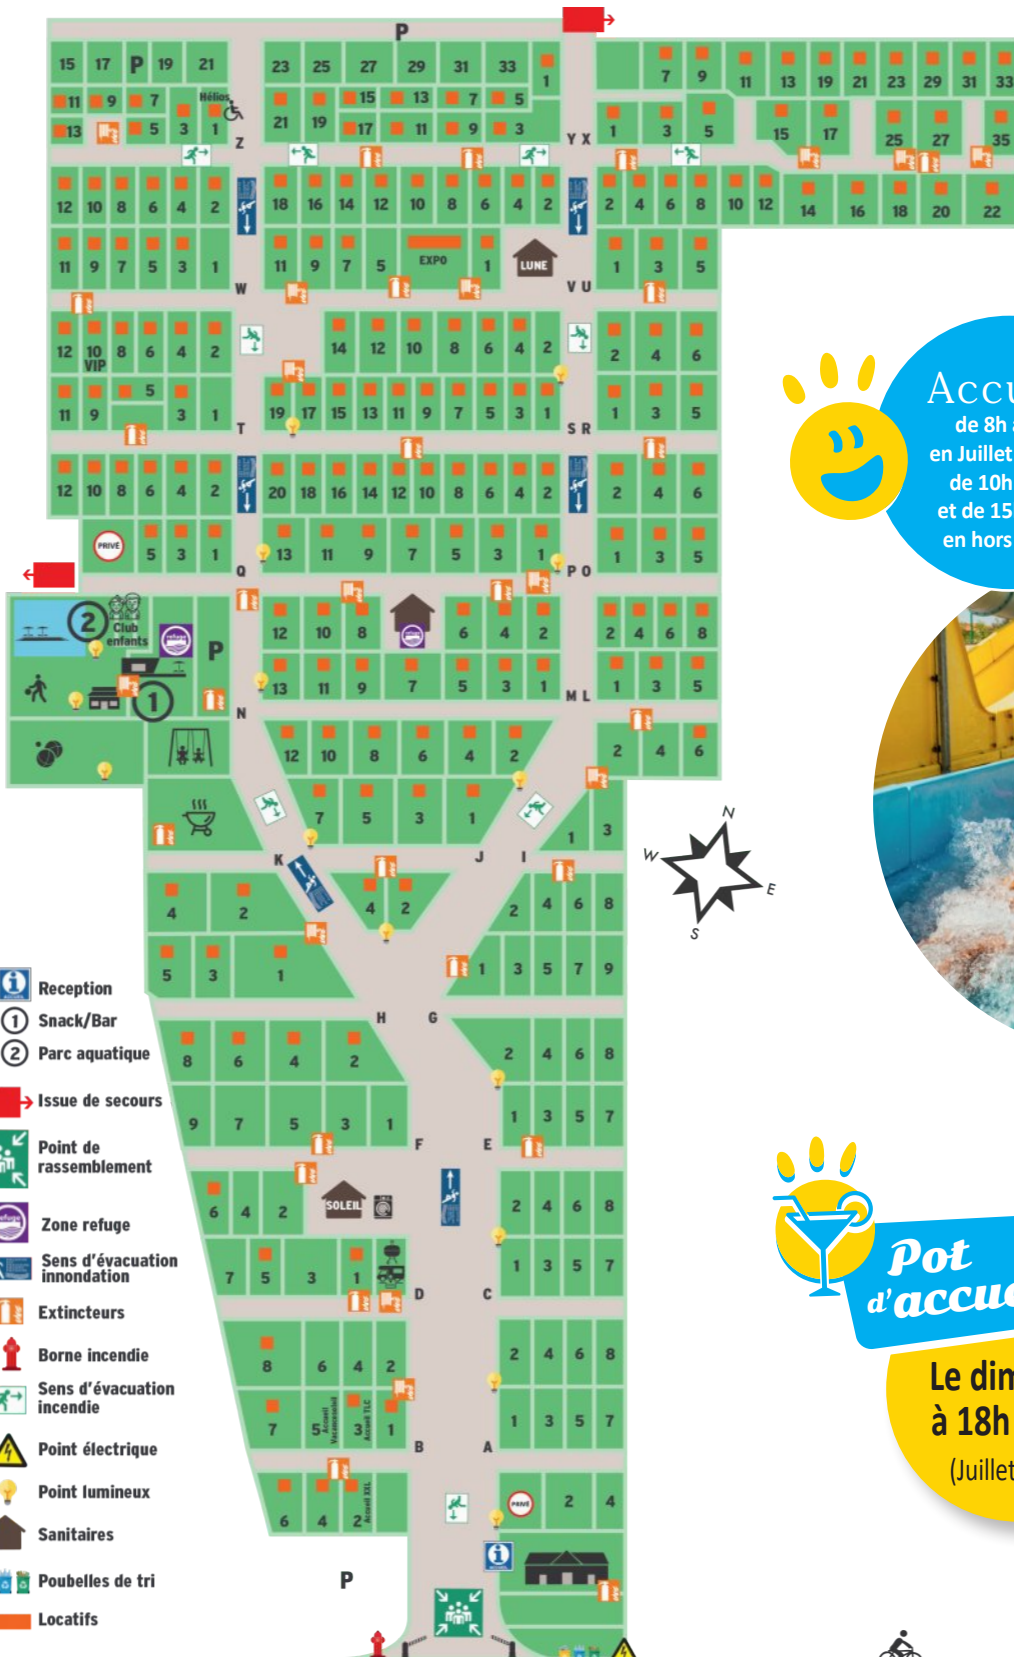 P
15 17 P 19 21
23 25 27 29 31 33
1
7 9 11 13 19 21 23 29 31 33
11 9 7
Hélios
15 13 7 5
13 5 3 1
21 19 17 11 9 3
1 3 5 15 17 25 27 35
Z Y X
12 10 8 6 4 2
18 16 14 12 10 8 6 4 2
2 4 6 8 10 12 14 16 18 20 22
11 9 7 5 3 1
11 9 7 5 EXPO 1
LUNE
1 3 5
W V U
12 10 8 6 4 2
VIP
14 12 10 8 6 4 2
2 4 6
11 9 5 3 1
19 17 15 13 11 9 7 5 3 1
1 3 5
T S R
12 10 8 6 4 2
20 18 16 14 12 10 8 6 4 2
2 4 6
PRIVÉ
5 3 1
13 11 9 7 5 3 1
1 3 5
Q P O
2
Club
enfants
refuge
P
12 10 8
refuge
6 4 2
2 4 6 8
1
13 11 9 7 5 3 1
1 3 5
N M L
12 10 8 6 4 2
2 4 6
7 5 3 1
1 3
K J I
4 2
4 2
2 4 6 8
5 3 1
1 3 5 7 9
H G
8 6 4 2
2 4 6 8
9 7 5 3 1
1 3 5 7
F E
6 4 2
SOLEIL
2 4 6 8
7 5 3 1
1 3 5 7
D C
8 6 4 2
2 4 6 8
7 5 Accueil Vacancesoleil 3 Accueil TLC 1
1 3 5 7
B A
6 4 2 Accueil XXL
PRIVÉ
2 4
P
N
W E
S
Reception
1 Snack/Bar
2 Parc aquatique
Issue de secours
Point de
rassemblement
Zone refuge
Sens d'évacuation
innondation
Extincteurs
Borne incendie
Sens d'évacuation
incendie
Point électrique
Point lumineux
Sanitaires
Poubelles de tri
Locatifs
Accu
de 8h
en Juillet
de 10h
et de 15
en hors
Pot
d'accue
Le dim
à 18h
(Juillet